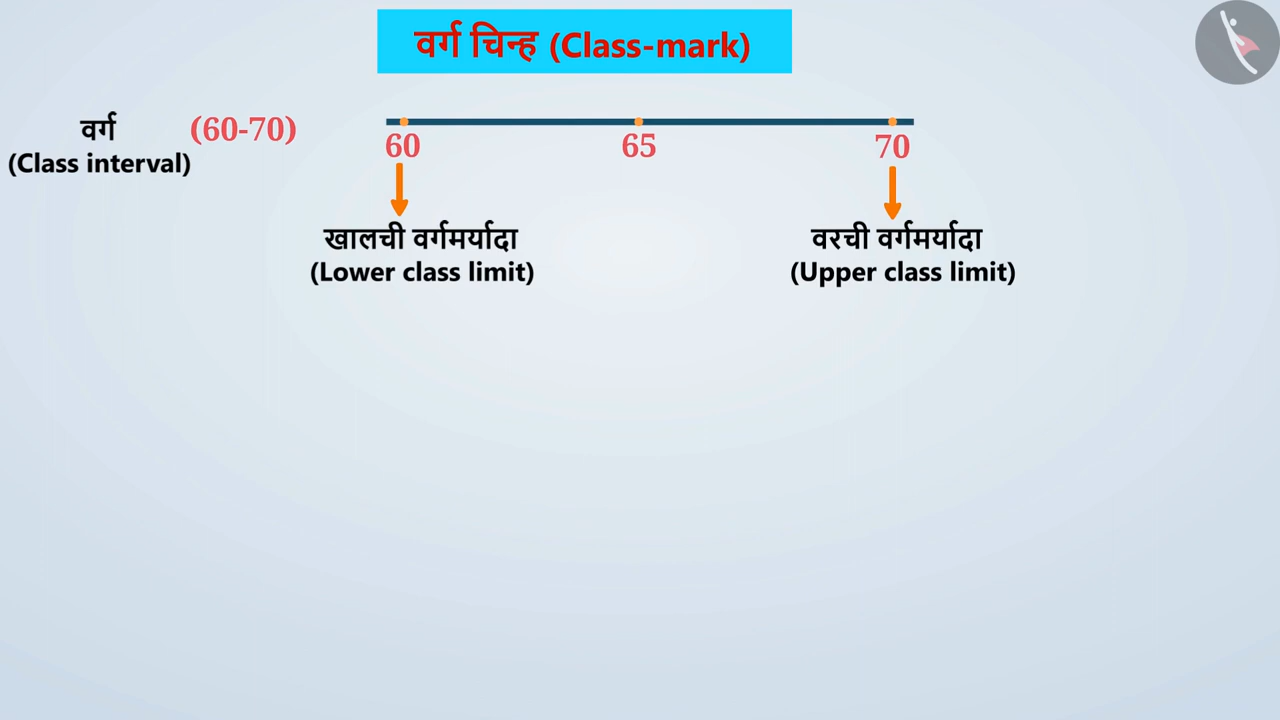 वर्ग चिन्ह (Class-mark)
वर्ग (60-70)
(Class interval)
60 65 70
खालची वर्गमर्यादा
(Lower class limit)
वरची वर्गमर्यादा
(Upper class limit)